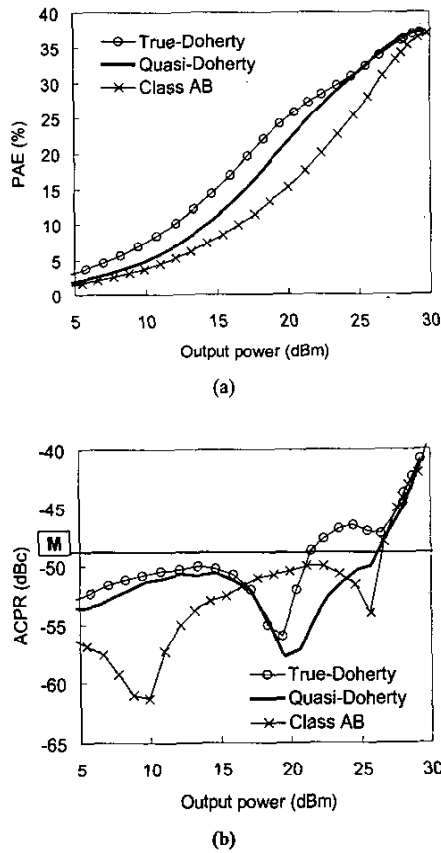 (a)
40
35
30
25
20
15
10
5
0
PAE (%)
True-Doherty
Quasi-Doherty
Class AB
5 10 15 20 25 30
Output power (dBm)
(a)
-40
-45
M
-50
-55
-60
-65
ACPR (dBc)
True-Doherty
Quasi-Doherty
Class AB
5 10 15 20 25 30
Output power (dBm)
(b)